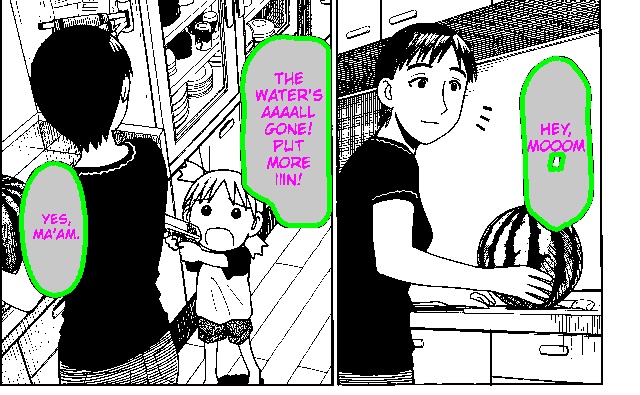 HEY,
MOOOM
THE
WATER'S
AAAALL
GONE!
PUT
MORE
IIIN!
YES,
MA'AM.